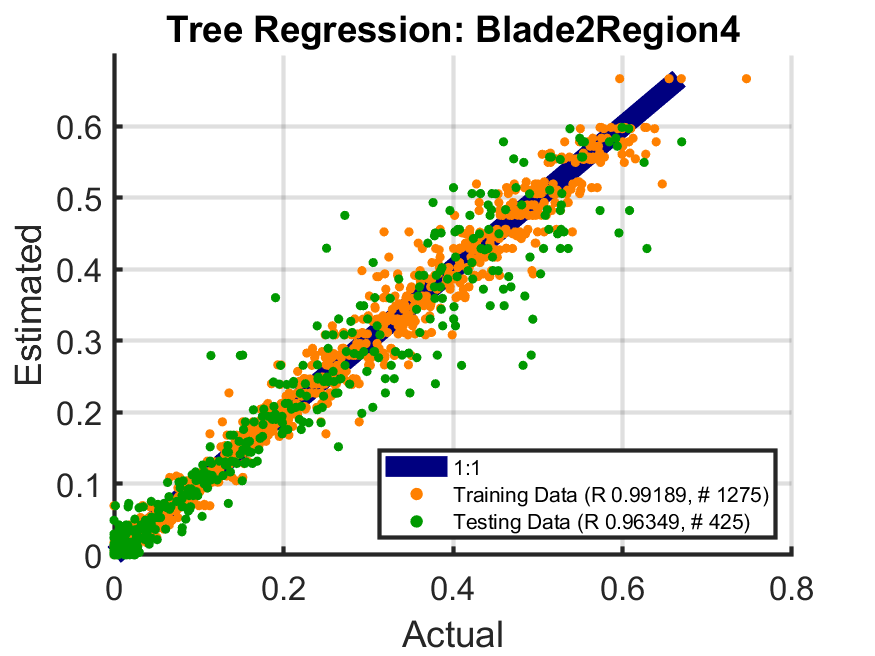 Tree Regression: Blade2Region4
Estimated
0.6
0.5
0.4
0.3
0.2
0.1
0
0 0.2 0.4 0.6 0.8
Actual
1:1
Training Data (R 0.99189, # 1275)
Testing Data (R 0.96349, # 425)